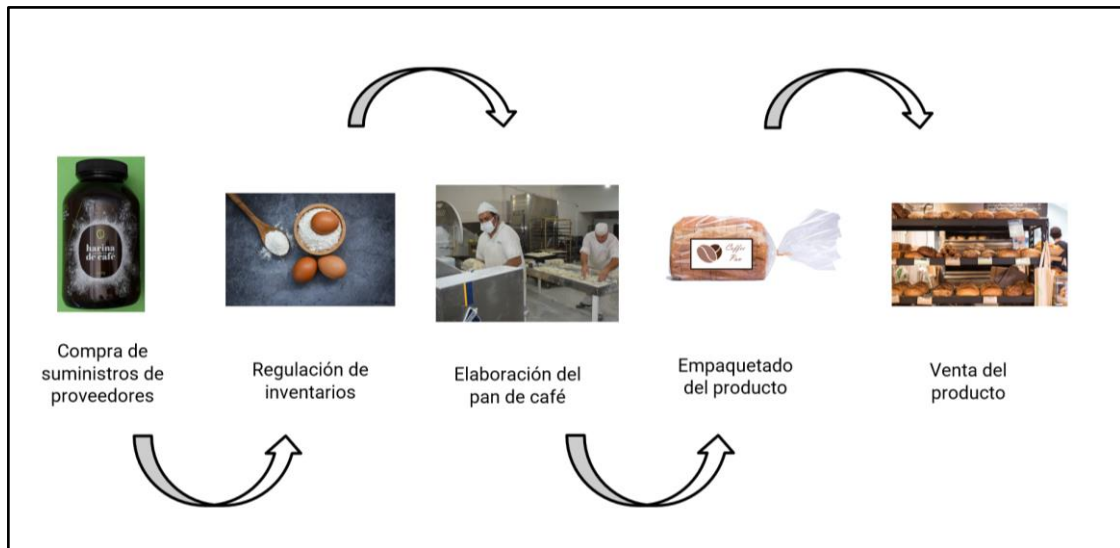 harina
de café
Coffee
Pan
Compra de
suministros de
proveedores
Regulación de
inventarios
Elaboración del
pan de café
Empaquetado
del producto
Venta del
producto